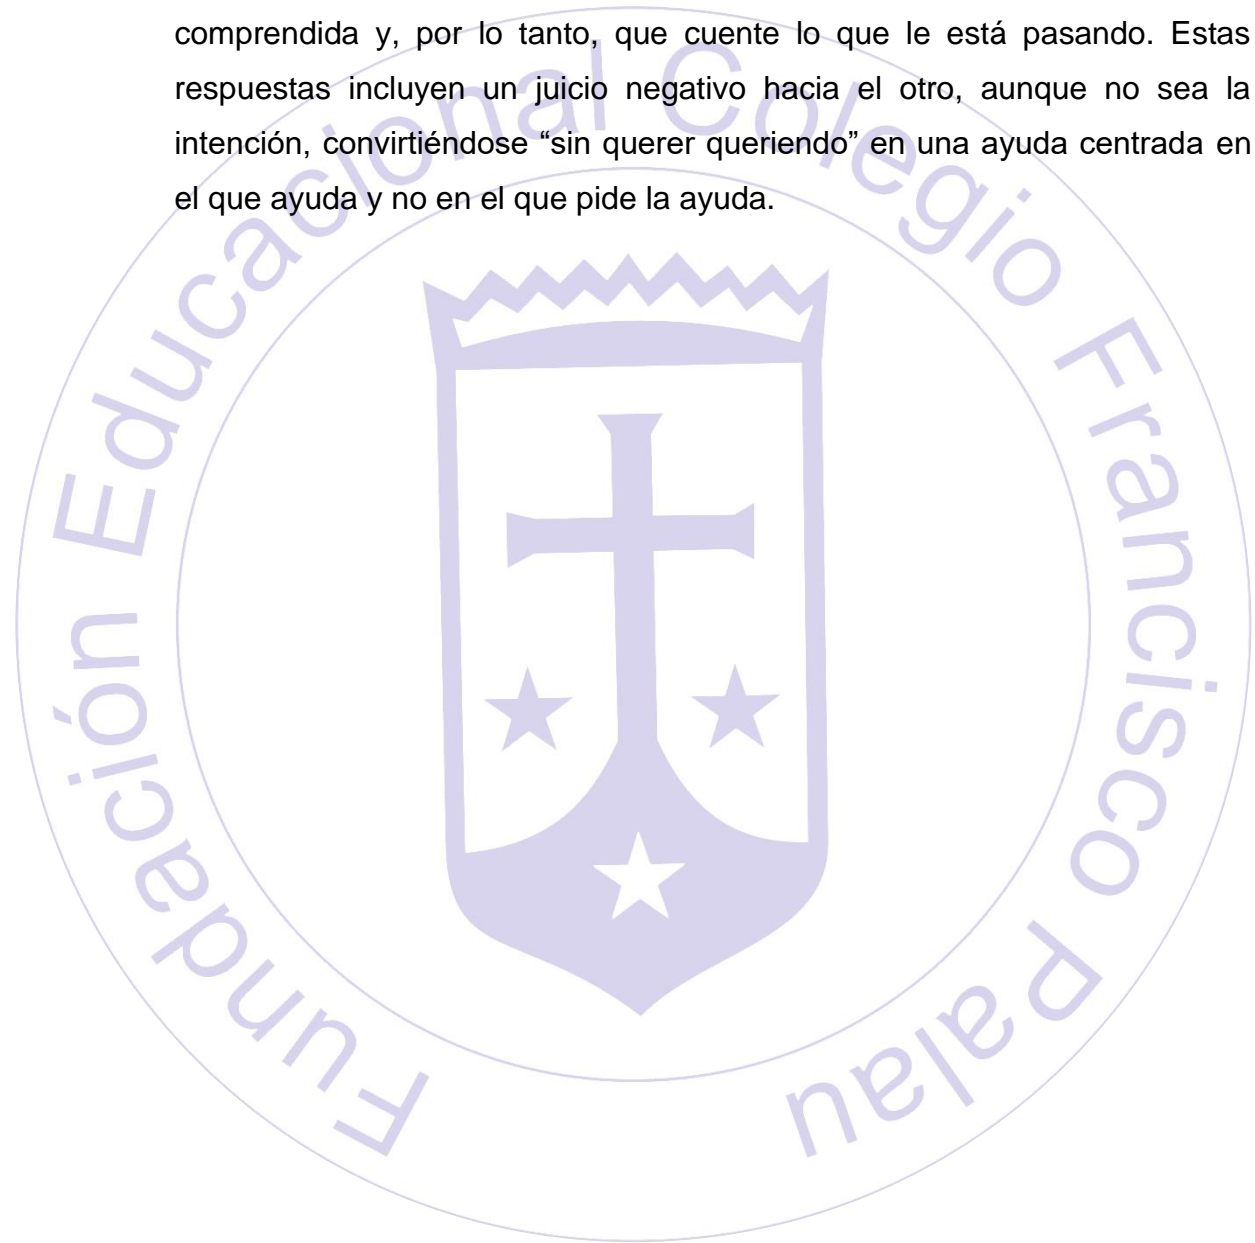 comprendida y, por lo tanto, que cuente lo que le está pasando. Estas
respuestas incluyen un juicio negativo hacia el otro, aunque no sea la
intención, convirtiéndose “sin querer queriendo” en una ayuda centrada en
el que ayuda y no en el que pide la ayuda.
Fundación Educacional Colegio Francisco Palau